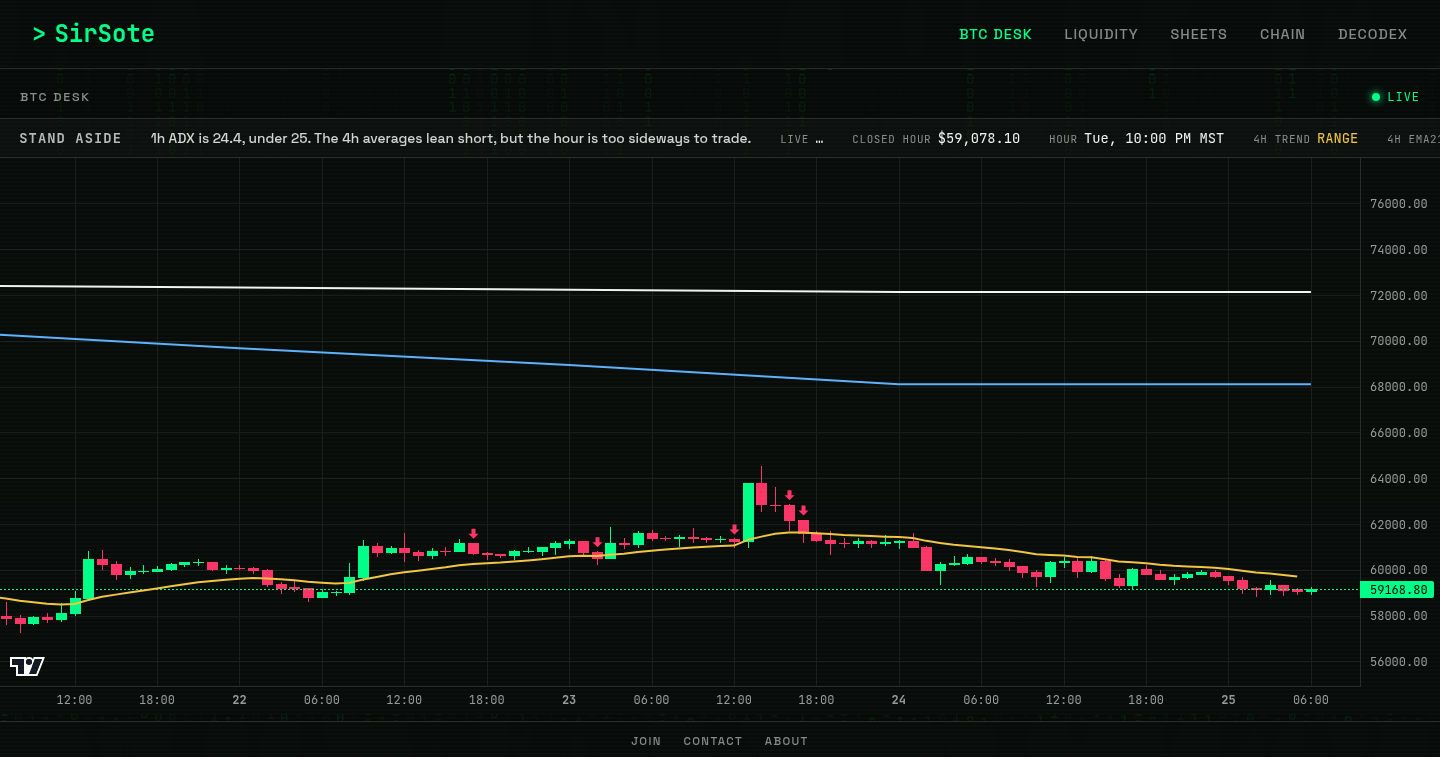 > SirSote
BTC DESK LIQUIDITY SHEETS CHAIN DECODEX
BTC DESK LIVE
STAND ASIDE 1h ADX is 24.4, under 25. The 4h averages lean short, but the hour is too sideways to trade. LIVE … CLOSED HOUR $59,078.10 HOUR Tue, 10:00 PM MST 4H TREND RANGE 4H EMA21
76000.00
74000.00
72000.00
70000.00
68000.00
66000.00
64000.00
62000.00
60000.00
59168.80
58000.00
56000.00
12:00 18:00 22 06:00 12:00 18:00 23 06:00 12:00 18:00 24 06:00 12:00 18:00 25 06:00
JOIN CONTACT ABOUT